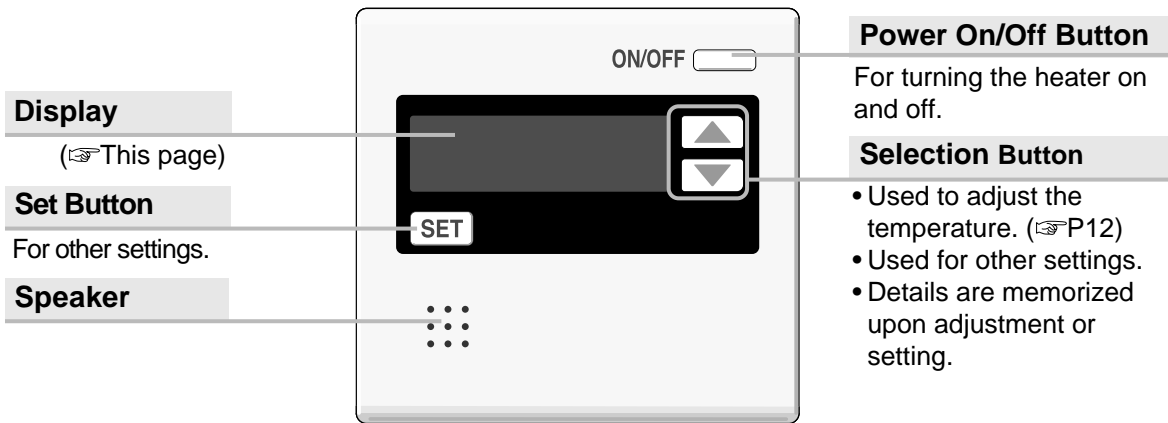 Display
(☞This page)
Set Button
For other settings.
Speaker
ON/OFF
SET
Power On/Off Button
For turning the heater on
and off.
Selection Button
• Used to adjust the
temperature. (☞P12)
• Used for other settings.
• Details are memorized
upon adjustment or
setting.